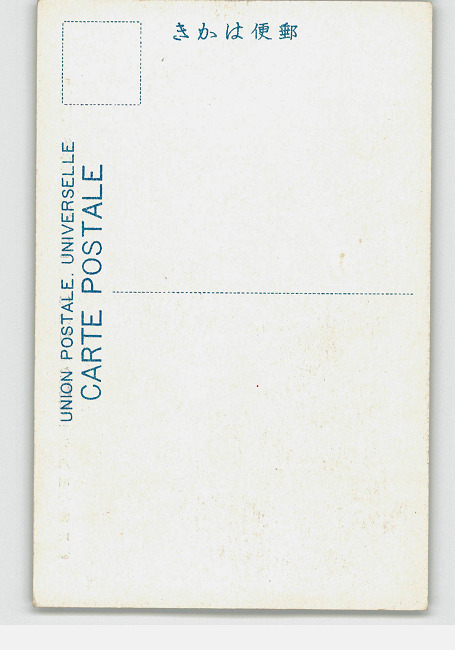 郵便はかき
UNION POSTALE. UNIVERSELLE
CARTE POSTALE